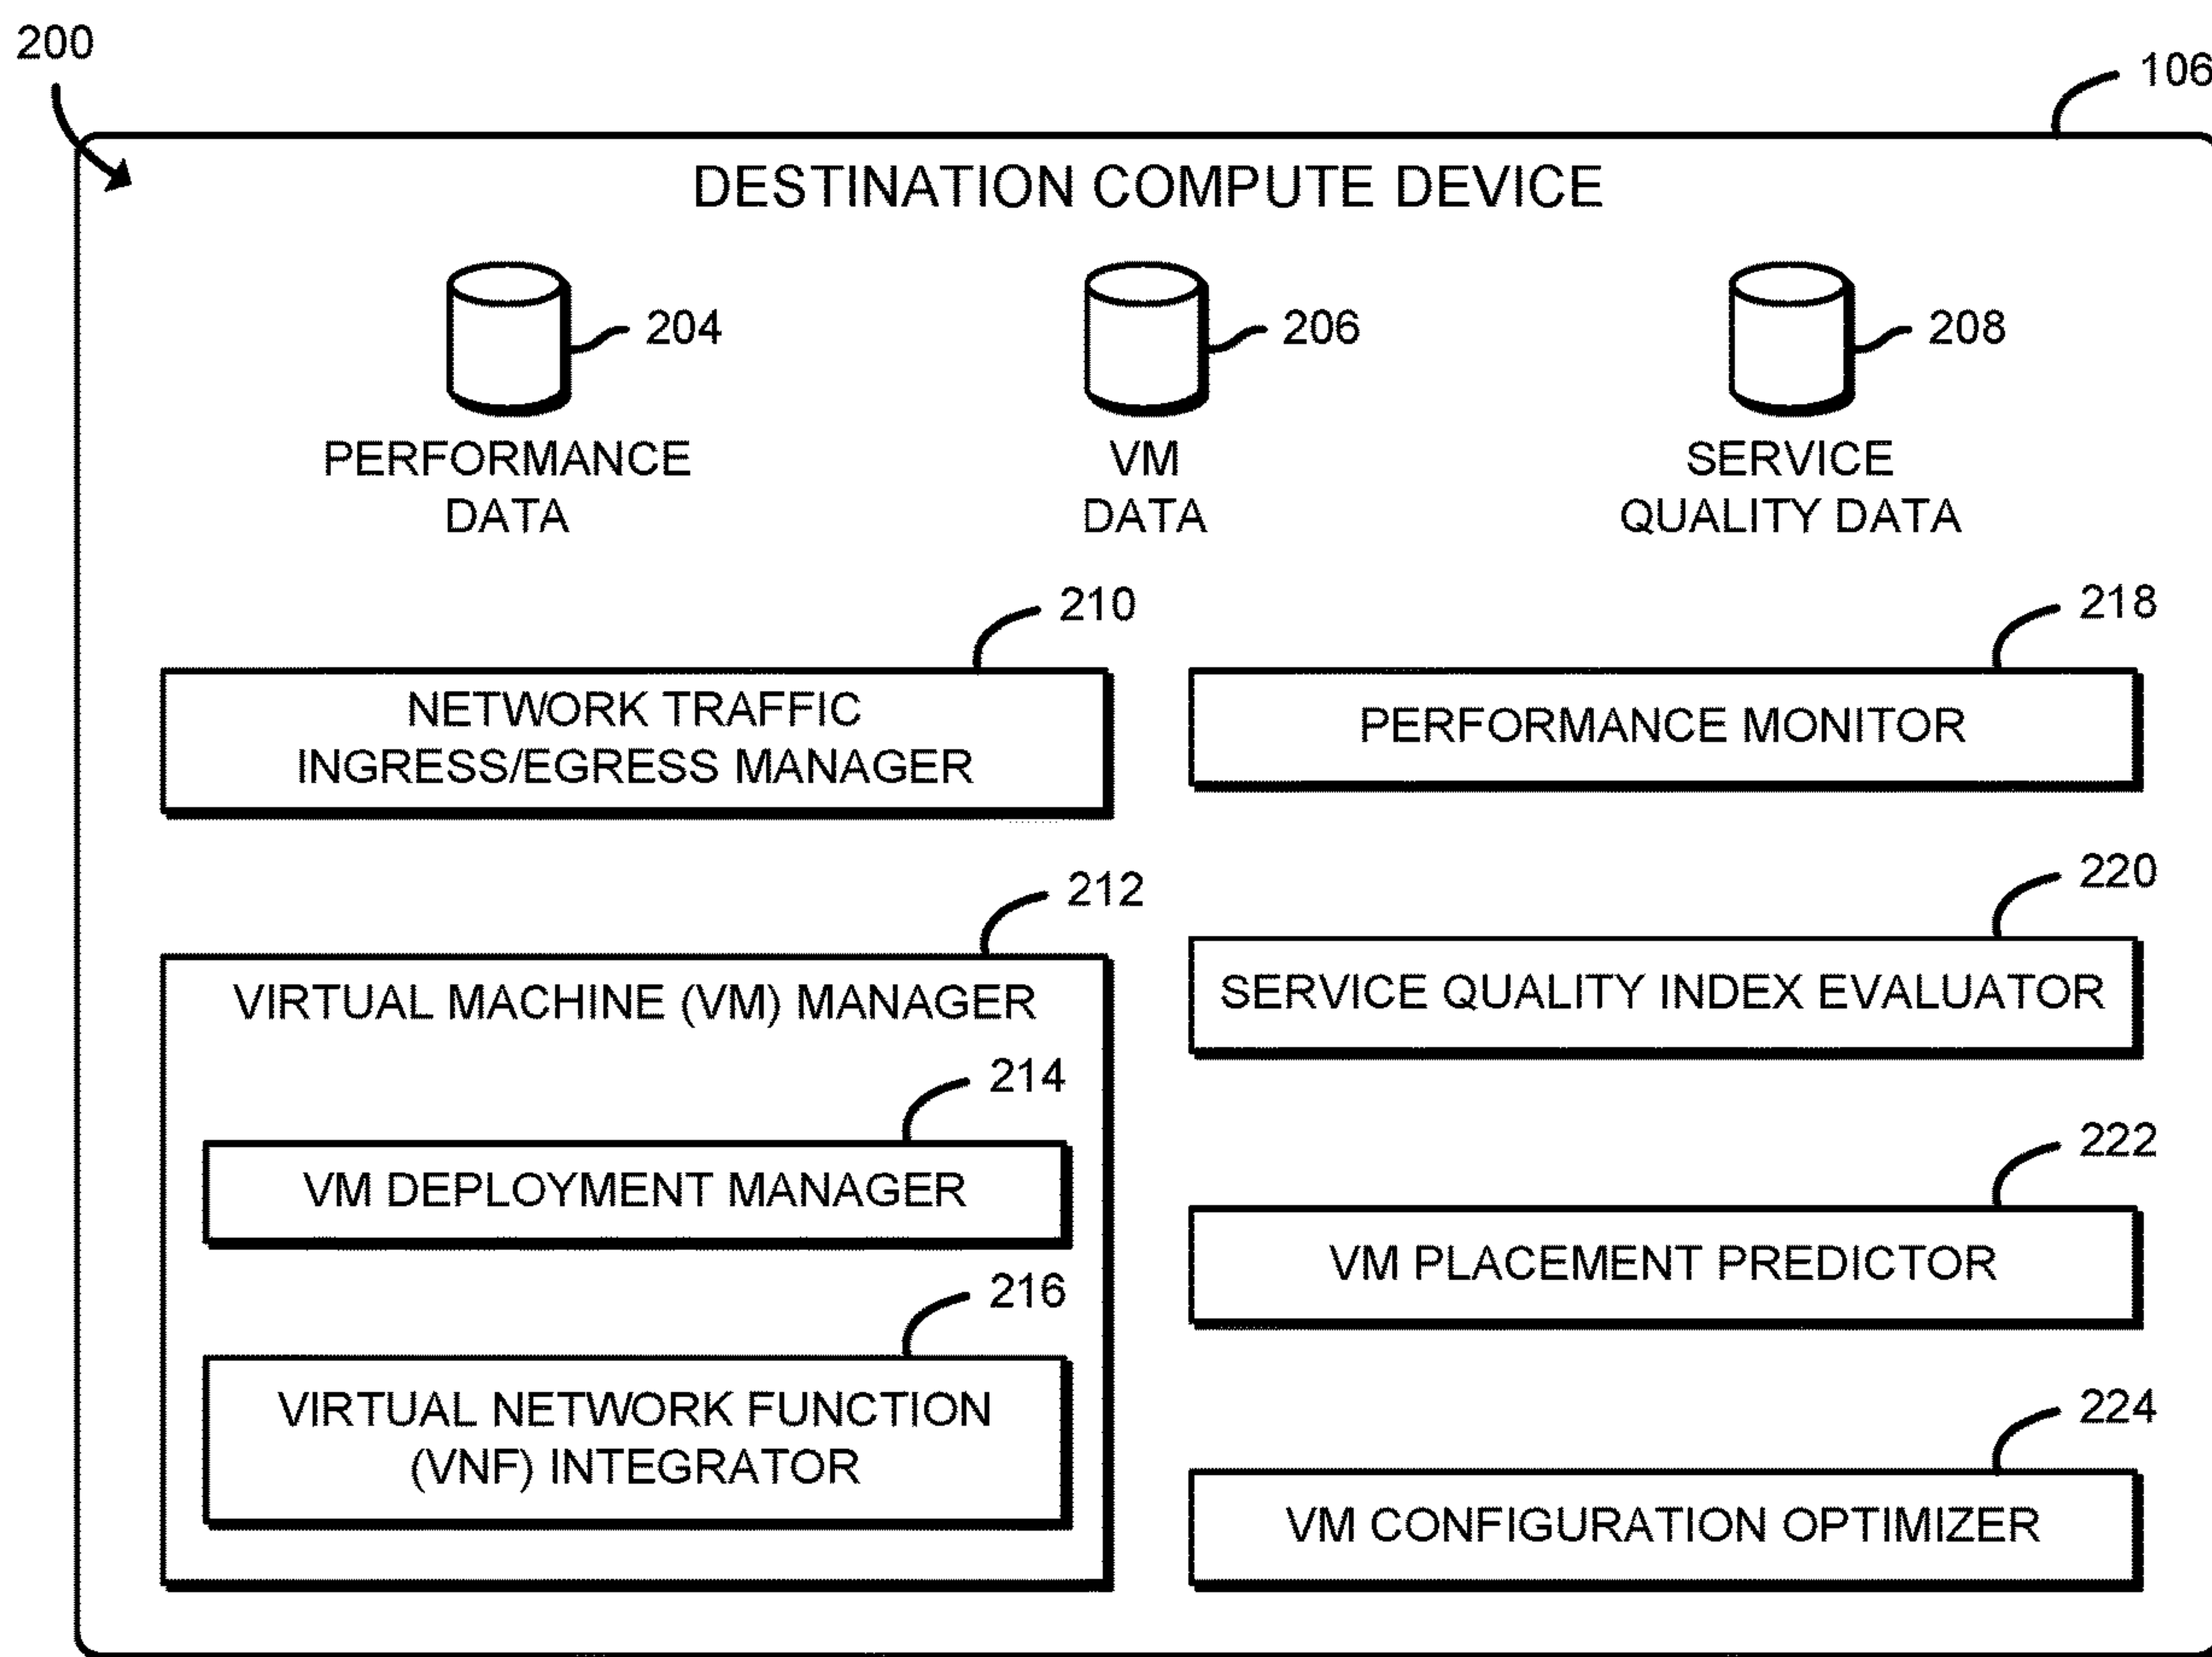 200
106
DESTINATION COMPUTE DEVICE
204
206
208
PERFORMANCE
DATA
VM
DATA
SERVICE
QUALITY DATA
210
NETWORK TRAFFIC
INGRESS/EGRESS MANAGER
212
VIRTUAL MACHINE (VM) MANAGER
214
VM DEPLOYMENT MANAGER
216
VIRTUAL NETWORK FUNCTION
(VNF) INTEGRATOR
218
PERFORMANCE MONITOR
220
SERVICE QUALITY INDEX EVALUATOR
222
VM PLACEMENT PREDICTOR
224
VM CONFIGURATION OPTIMIZER